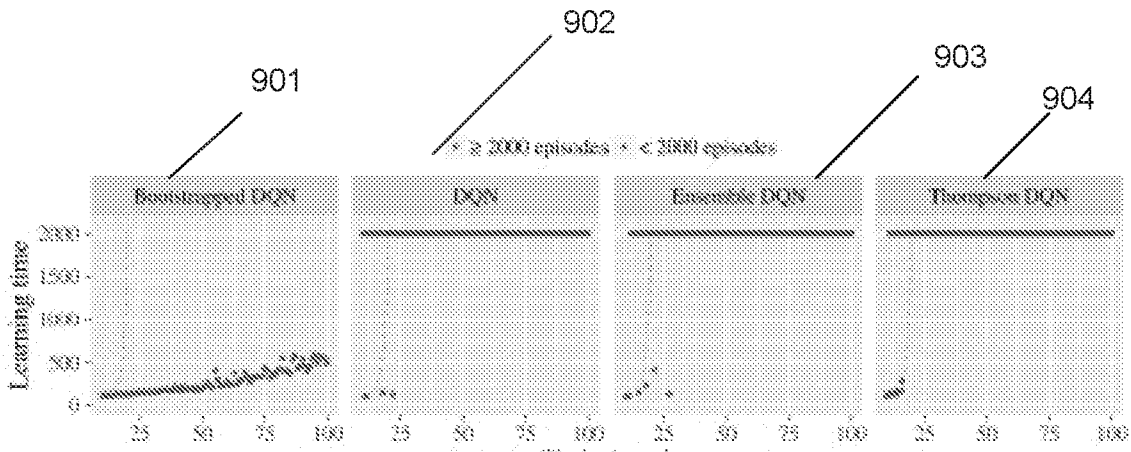 902
901
903
904
≥ 2000 episodes < 2000 episodes
Bootstrapped DQN DQN Ensemble DQN Thompson DQN
2000
1500
1000
500
0
Learning time
25 50 75 100 25 50 75 100 25 50 75 100 25 50 75 100